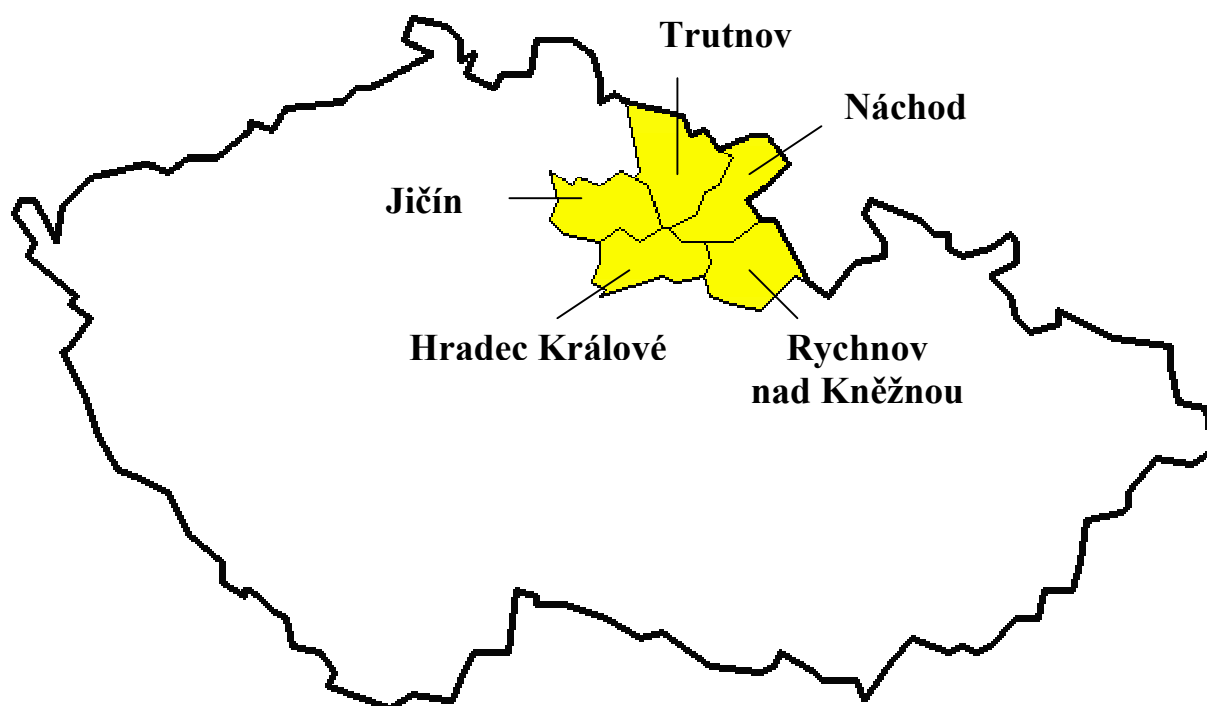 Trutnov
Náchod
Jičín
Hradec Králové
Rychnov
nad Kněžnou